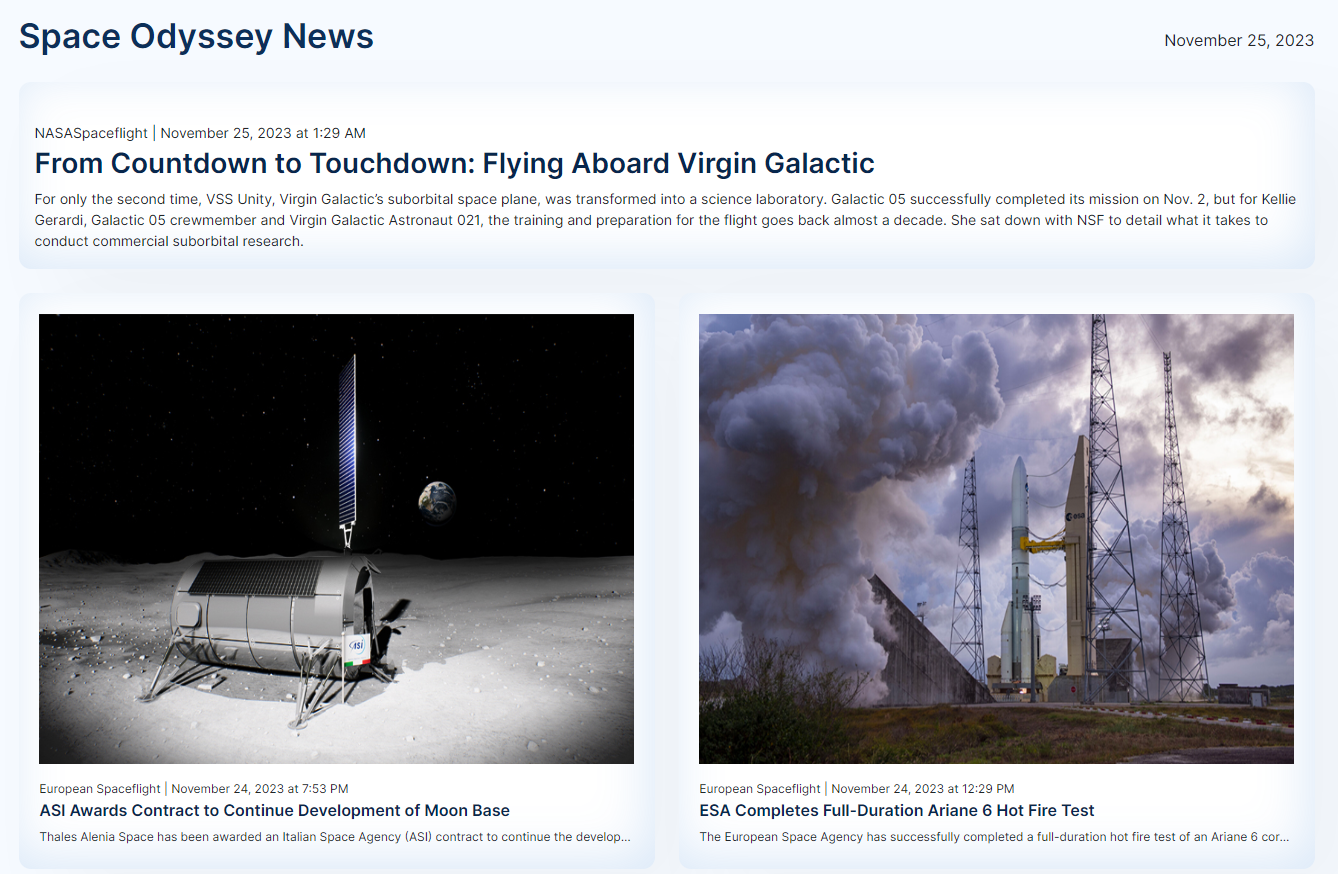 Space Odyssey News
November 25, 2023
NASASpaceflight | November 25, 2023 at 1:29 AM
From Countdown to Touchdown: Flying Aboard Virgin Galactic
For only the second time, VSS Unity, Virgin Galactic’s suborbital space plane, was transformed into a science laboratory. Galactic 05 successfully completed its mission on Nov. 2, but for Kellie
Gerardi, Galactic 05 crewmember and Virgin Galactic Astronaut 021, the training and preparation for the flight goes back almost a decade. She sat down with NSF to detail what it takes to
conduct commercial suborbital research.
asi
esa
European Spaceflight | November 24, 2023 at 7:53 PM
ASI Awards Contract to Continue Development of Moon Base
Thales Alenia Space has been awarded an Italian Space Agency (ASI) contract to continue the develop...
European Spaceflight | November 24, 2023 at 12:29 PM
ESA Completes Full-Duration Ariane 6 Hot Fire Test
The European Space Agency has successfully completed a full-duration hot fire test of an Ariane 6 cor...